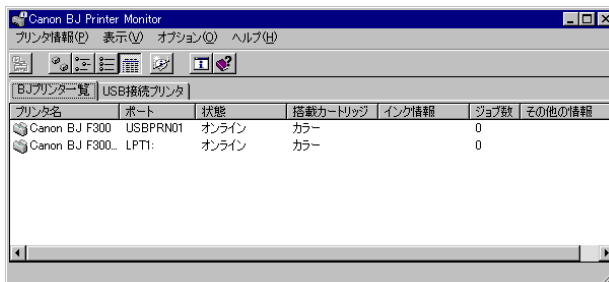 Canon BJ Printer Monitor
プリンタ情報(P) 表示(V) オプション(O) ヘルプ(H)
BJプリンター覧 USB接続プリンタ
プリンタ名 ポート 状態 搭載カートリッジ インク情報 ジョブ数 その他の情報
Canon BJ F300 USBPRN01 オンライン カラー 0
Canon BJ F300... LPT1: オンライン カラー 0